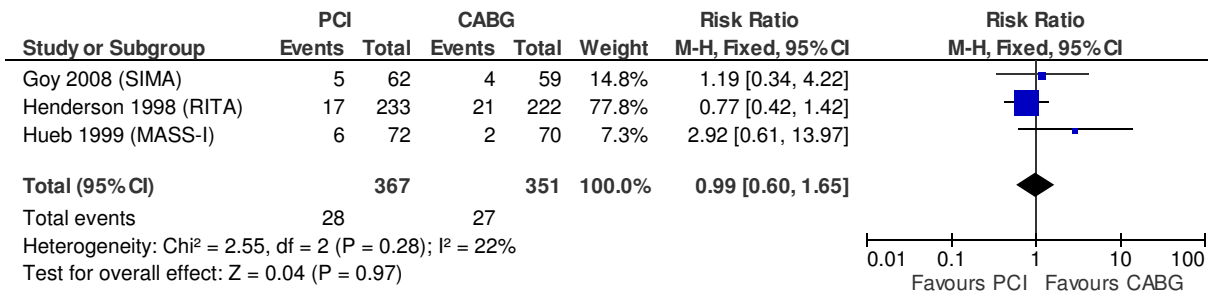 PCI CABG Risk Ratio Risk Ratio
Study or Subgroup Events Total Events Total Weight M-H, Fixed, 95% CI M-H, Fixed, 95% CI
Goy 2008 (SIMA) 5 62 4 59 14.8% 1.19 [0.34, 4.22]
Henderson 1998 (RITA) 17 233 21 222 77.8% 0.77 [0.42, 1.42]
Hueb 1999 (MASS-I) 6 72 2 70 7.3% 2.92 [0.61, 13.97]
Total (95% CI) 367 351 100.0% 0.99 [0.60, 1.65]
Total events 28 27
Heterogeneity: Chi² = 2.55, df = 2 (P = 0.28); I² = 22%
Test for overall effect: Z = 0.04 (P = 0.97)
0.01 0.1 1 10 100
Favours PCI Favours CABG